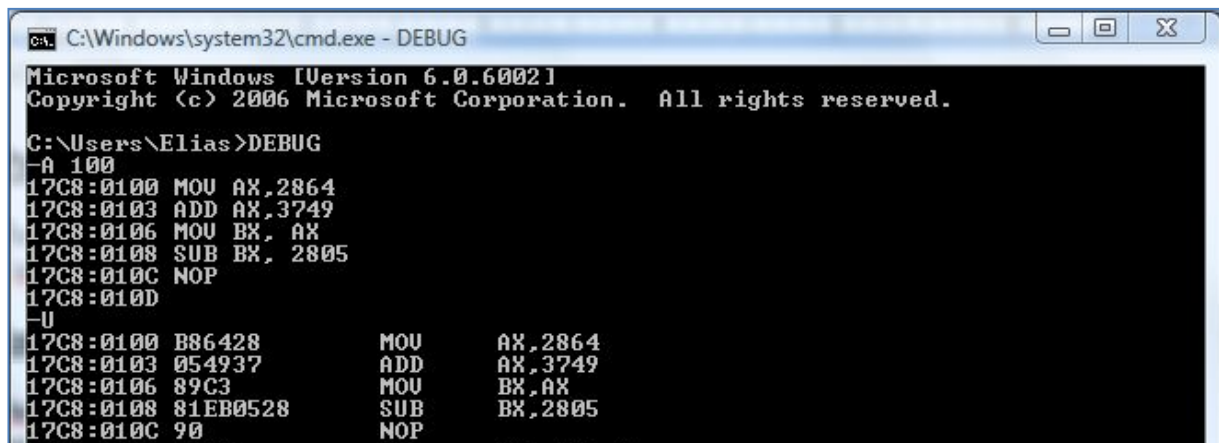 C:\Windows\system32\cmd.exe - DEBUG
Microsoft Windows [Version 6.0.6002]
Copyright (c) 2006 Microsoft Corporation.  All rights reserved.
C:\Users\Elias>DEBUG
-A 100
17C8:0100 MOV AX,2864
17C8:0103 ADD AX,3749
17C8:0106 MOV BX, AX
17C8:0108 SUB BX, 2805
17C8:010C NOP
17C8:010D
-U
17C8:0100 B86428 MOV AX,2864
17C8:0103 054937 ADD AX,3749
17C8:0106 89C3 MOV BX,AX
17C8:0108 81EB0528 SUB BX,2805
17C8:010C 90 NOP